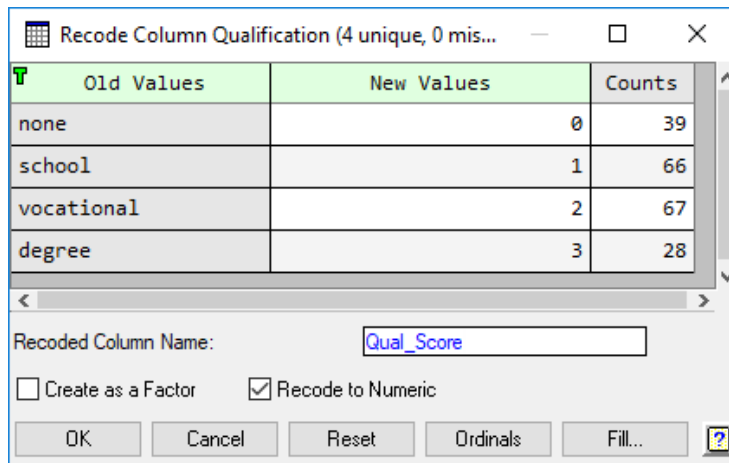 Recode Column Qualification (4 unique, 0 mis...
T Old Values New Values Counts
none 0 39
school 1 66
vocational 2 67
degree 3 28
Recoded Column Name: Qual_Score
Create as a Factor Recode to Numeric
OK Cancel Reset Ordinals Fill... ?